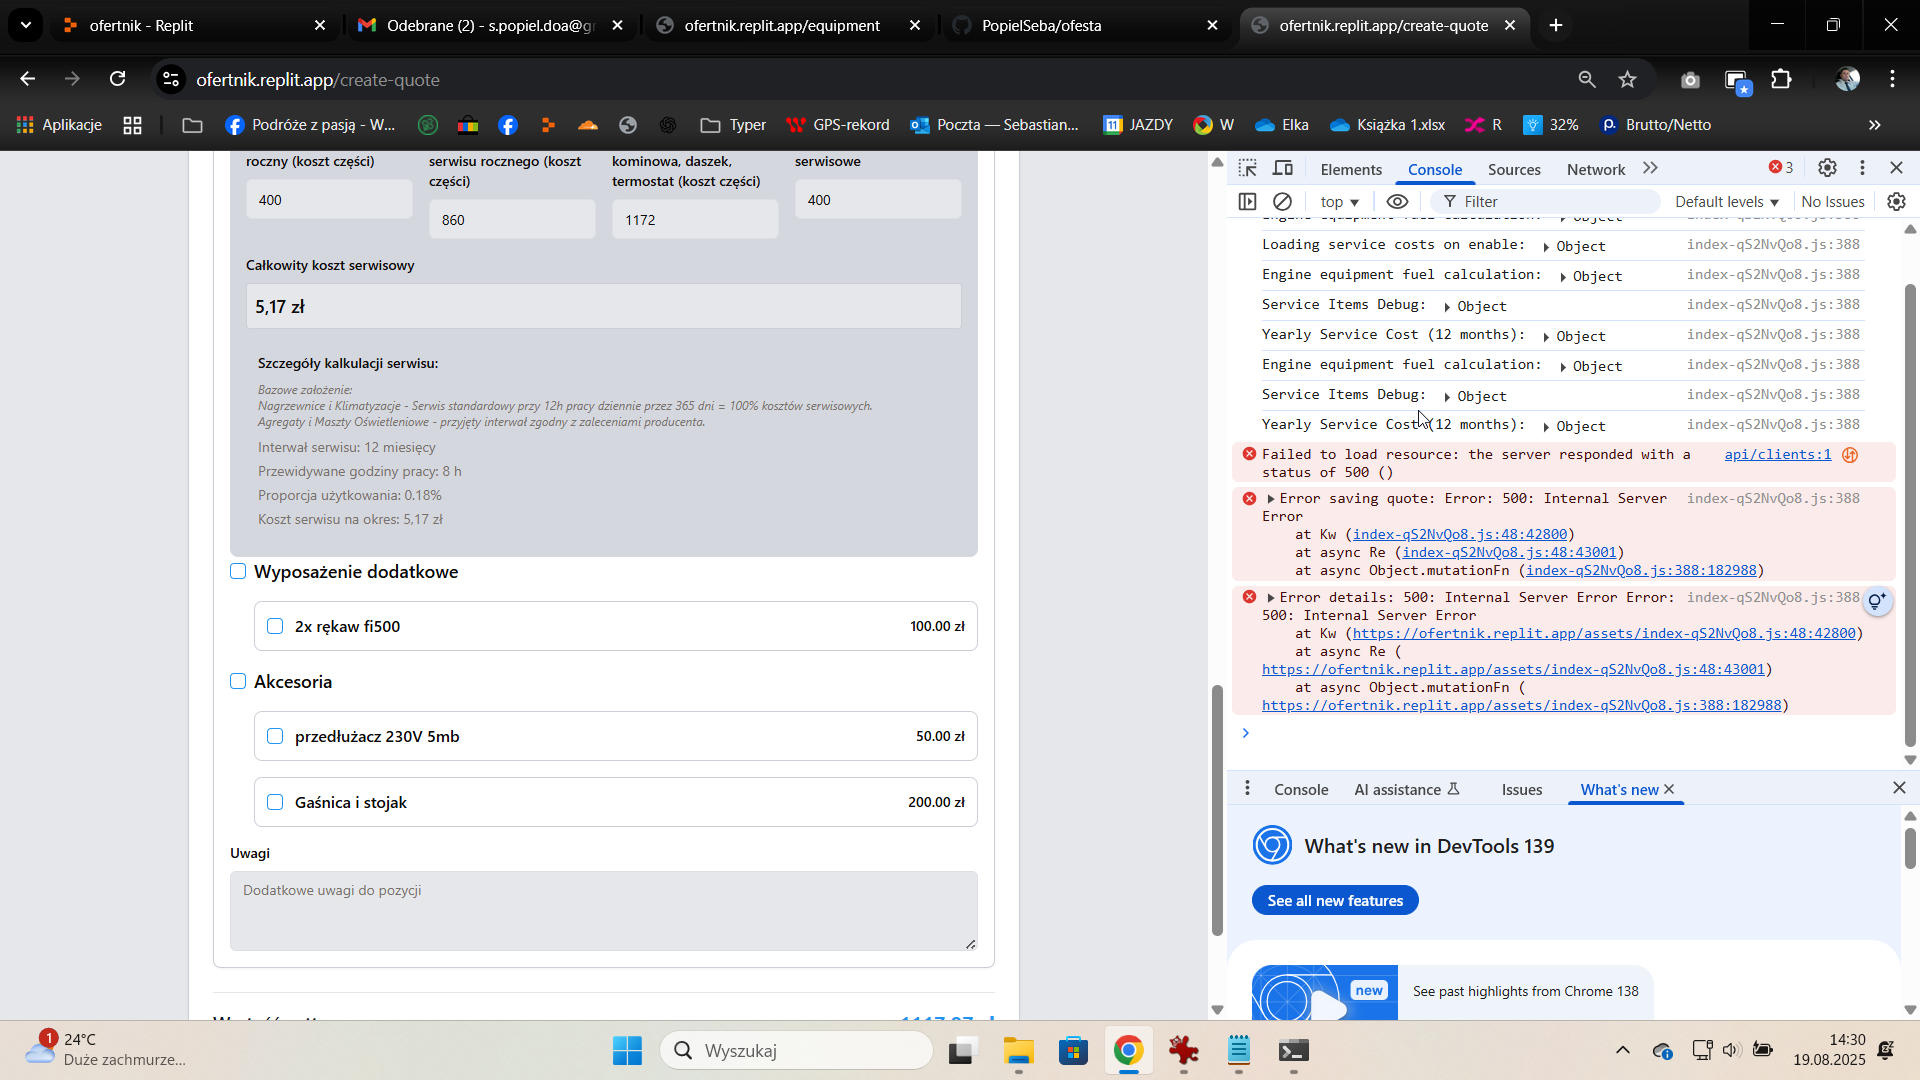 ofertnik - Replit
Odebrane (2) - s.popiel.doa@gr
ofertnik.replit.app/equipment
PopielSeba/ofesta
ofertnik.replit.app/create-quote
ofertnik.replit.app/create-quote
Aplikacje
Podróże z pasją - W...
Typer
GPS-rekord
Poczta — Sebastian...
JAZDY
W
Elka
Książka 1.xlsx
R
32%
Brutto/Netto
roczny (koszt części)
serwisu rocznego (koszt
części)
kominowa, daszek,
termostat (koszt części)
serwisowe
400
860
1172
400
Całkowity koszt serwisowy
5,17 zł
Szczegóły kalkulacji serwisu:
Bazowe założenie:
Nagrzewnice i Klimatyzacje - Serwis standardowy przy 12h pracy dziennie przez 365 dni = 100% kosztów serwisowych.
Agregaty i Maszty Oświetleniowe - przyjęty interwał zgodny z zaleceniami producenta.
Interwał serwisu: 12 miesięcy
Przewidywane godziny pracy: 8 h
Proporcja użytkowania: 0.18%
Koszt serwisu na okres: 5,17 zł
Wyposażenie dodatkowe
2x rękaw fi500
100.00 zł
Akcesoria
przedłużacz 230V 5mb
50.00 zł
Gaśnica i stojak
200.00 zł
Uwagi
Dodatkowe uwagi do pozycji
Elements
Console
Sources
Network
3
top
Filter
Default levels
No Issues
Loading service costs on enable: Object index-qS2NvQo8.js:388
Engine equipment fuel calculation: Object index-qS2NvQo8.js:388
Service Items Debug: Object index-qS2NvQo8.js:388
Yearly Service Cost (12 months): Object index-qS2NvQo8.js:388
Engine equipment fuel calculation: Object index-qS2NvQo8.js:388
Service Items Debug: Object index-qS2NvQo8.js:388
Yearly Service Cost (12 months): Object index-qS2NvQo8.js:388
Failed to load resource: the server responded with a api/clients:1
status of 500 ()
Error saving quote: Error: 500: Internal Server index-qS2NvQo8.js:388
Error
at Kw (index-qS2NvQo8.js:48:42800)
at async Re (index-qS2NvQo8.js:48:43001)
at async Object.mutationFn (index-qS2NvQo8.js:388:182988)
Error details: 500: Internal Server Error Error: index-qS2NvQo8.js:388
500: Internal Server Error
at Kw (https://ofertnik.replit.app/assets/index-qS2NvQo8.js:48:42800)
at async Re (
https://ofertnik.replit.app/assets/index-qS2NvQo8.js:48:43001)
at async Object.mutationFn (
https://ofertnik.replit.app/assets/index-qS2NvQo8.js:388:182988)
Console
AI assistance
Issues
What's new
What's new in DevTools 139
See all new features
new
See past highlights from Chrome 138
1
24°C
Duże zachmurze...
Wyszukaj
14:30
19.08.2025